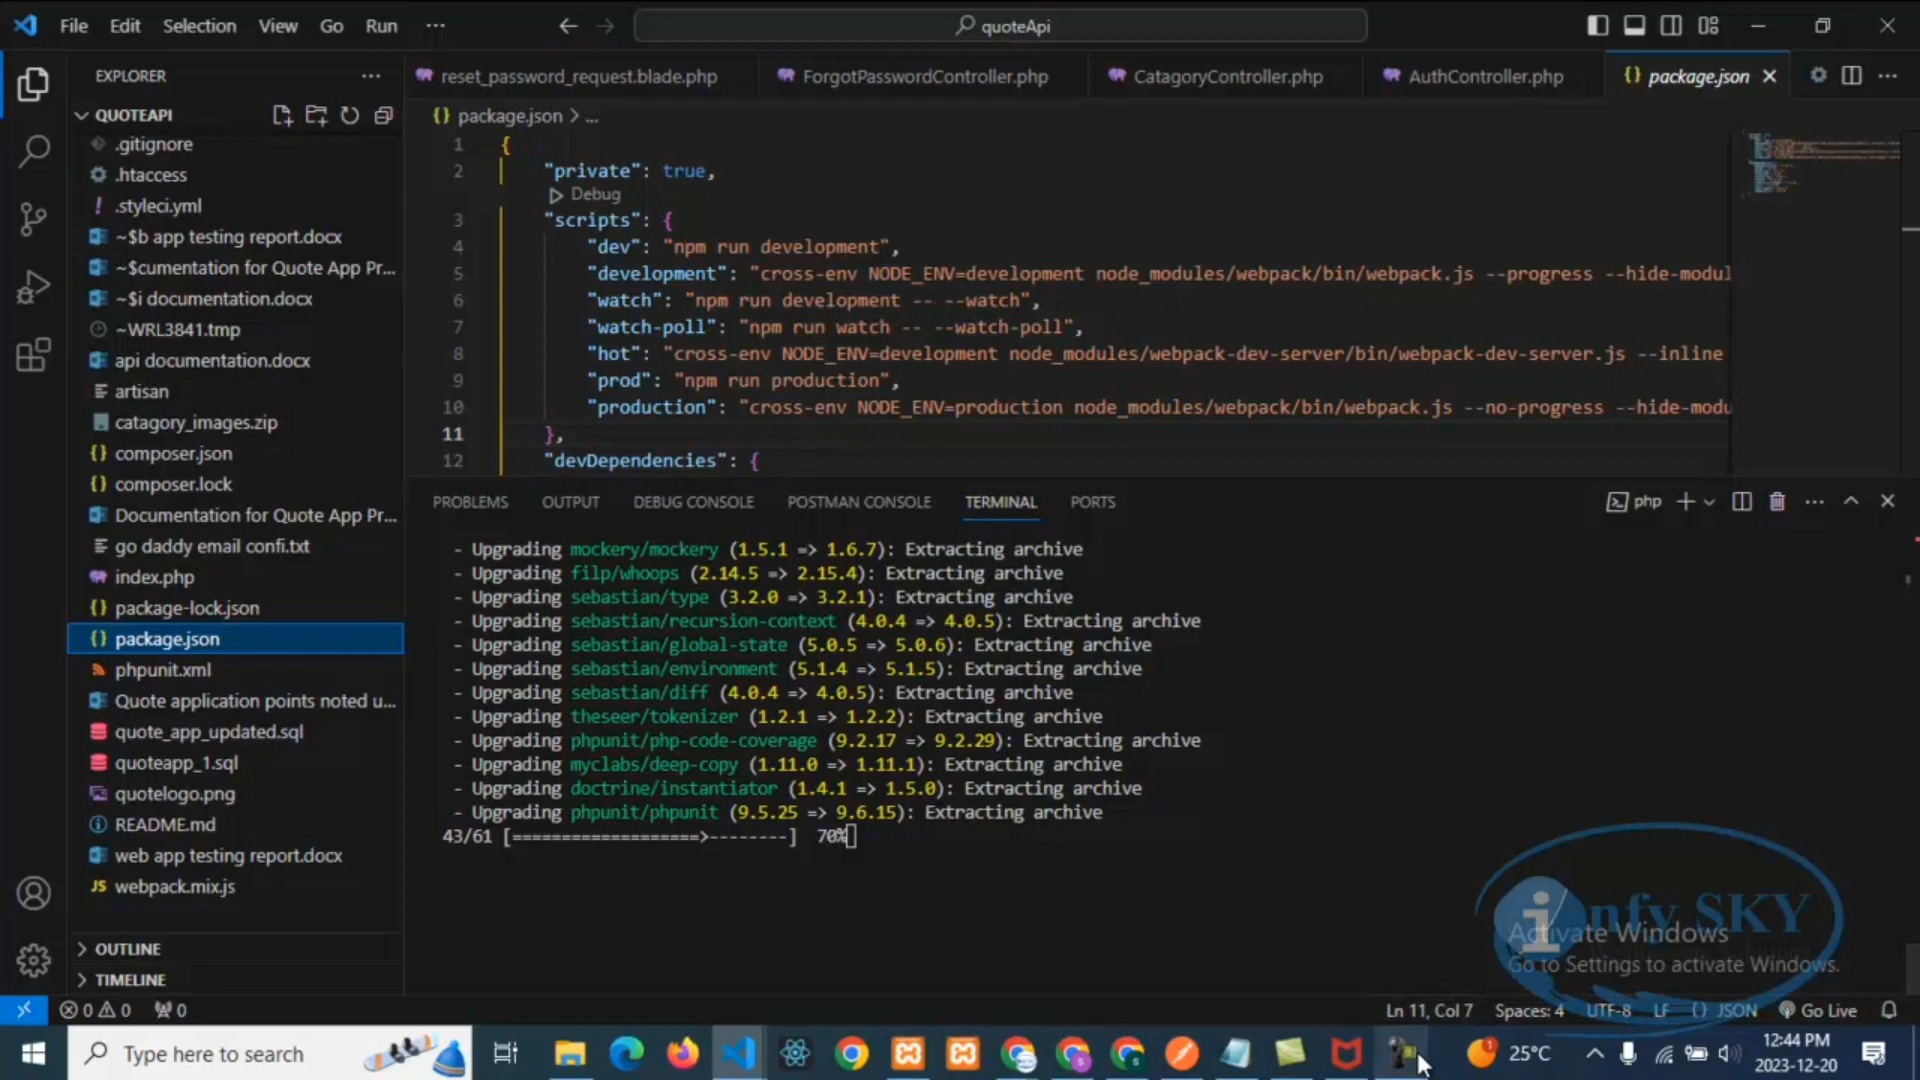 File Edit Selection View Go Run ...
quoteApi
EXPLORER
reset_password_request.blade.php
ForgotPasswordController.php
CatagoryController.php
AuthController.php
{} package.json
QUOTEAPI
.gitignore
.htaccess
! .styleci.yml
~$b app testing report.docx
~$cumentation for Quote App Pr...
~$i documentation.docx
~WRL3841.tmp
api documentation.docx
artisan
catagory_images.zip
{} composer.json
{} composer.lock
Documentation for Quote App Pr...
go daddy email confi.txt
index.php
{} package-lock.json
{} package.json
phpunit.xml
Quote application points noted u...
quote_app_updated.sql
quoteapp_1.sql
quotelogo.png
README.md
web app testing report.docx
JS webpack.mix.js
OUTLINE
TIMELINE
{} package.json > ...
1 {
2 "private": true,
Debug
3 "scripts": {
4 "dev": "npm run development",
5 "development": "cross-env NODE_ENV=development node_modules/webpack/bin/webpack.js --progress --hide-modul
6 "watch": "npm run development -- --watch",
7 "watch-poll": "npm run watch -- --watch-poll",
8 "hot": "cross-env NODE_ENV=development node_modules/webpack-dev-server/bin/webpack-dev-server.js --inline
9 "prod": "npm run production",
10 "production": "cross-env NODE_ENV=production node_modules/webpack/bin/webpack.js --no-progress --hide-modu
11 },
12 "devDependencies": {
PROBLEMS OUTPUT DEBUG CONSOLE POSTMAN CONSOLE TERMINAL PORTS
php
- Upgrading mockery/mockery (1.5.1 => 1.6.7): Extracting archive
- Upgrading filp/whoops (2.14.5 => 2.15.4): Extracting archive
- Upgrading sebastian/type (3.2.0 => 3.2.1): Extracting archive
- Upgrading sebastian/recursion-context (4.0.4 => 4.0.5): Extracting archive
- Upgrading sebastian/global-state (5.0.5 => 5.0.6): Extracting archive
- Upgrading sebastian/environment (5.1.4 => 5.1.5): Extracting archive
- Upgrading sebastian/diff (4.0.4 => 4.0.5): Extracting archive
- Upgrading theseer/tokenizer (1.2.1 => 1.2.2): Extracting archive
- Upgrading phpunit/php-code-coverage (9.2.17 => 9.2.29): Extracting archive
- Upgrading myclabs/deep-copy (1.11.0 => 1.11.1): Extracting archive
- Upgrading doctrine/instantiator (1.4.1 => 1.5.0): Extracting archive
- Upgrading phpunit/phpunit (9.5.25 => 9.6.15): Extracting archive
43/61 [===================>--------] 70%
infy SKY
Activate Windows
Go to Settings to activate Windows.
0 0 0
Ln 11, Col 7 Spaces: 4 UTF-8 LF {} JSON Go Live
Type here to search
1
25°C
12:44 PM
2023-12-20